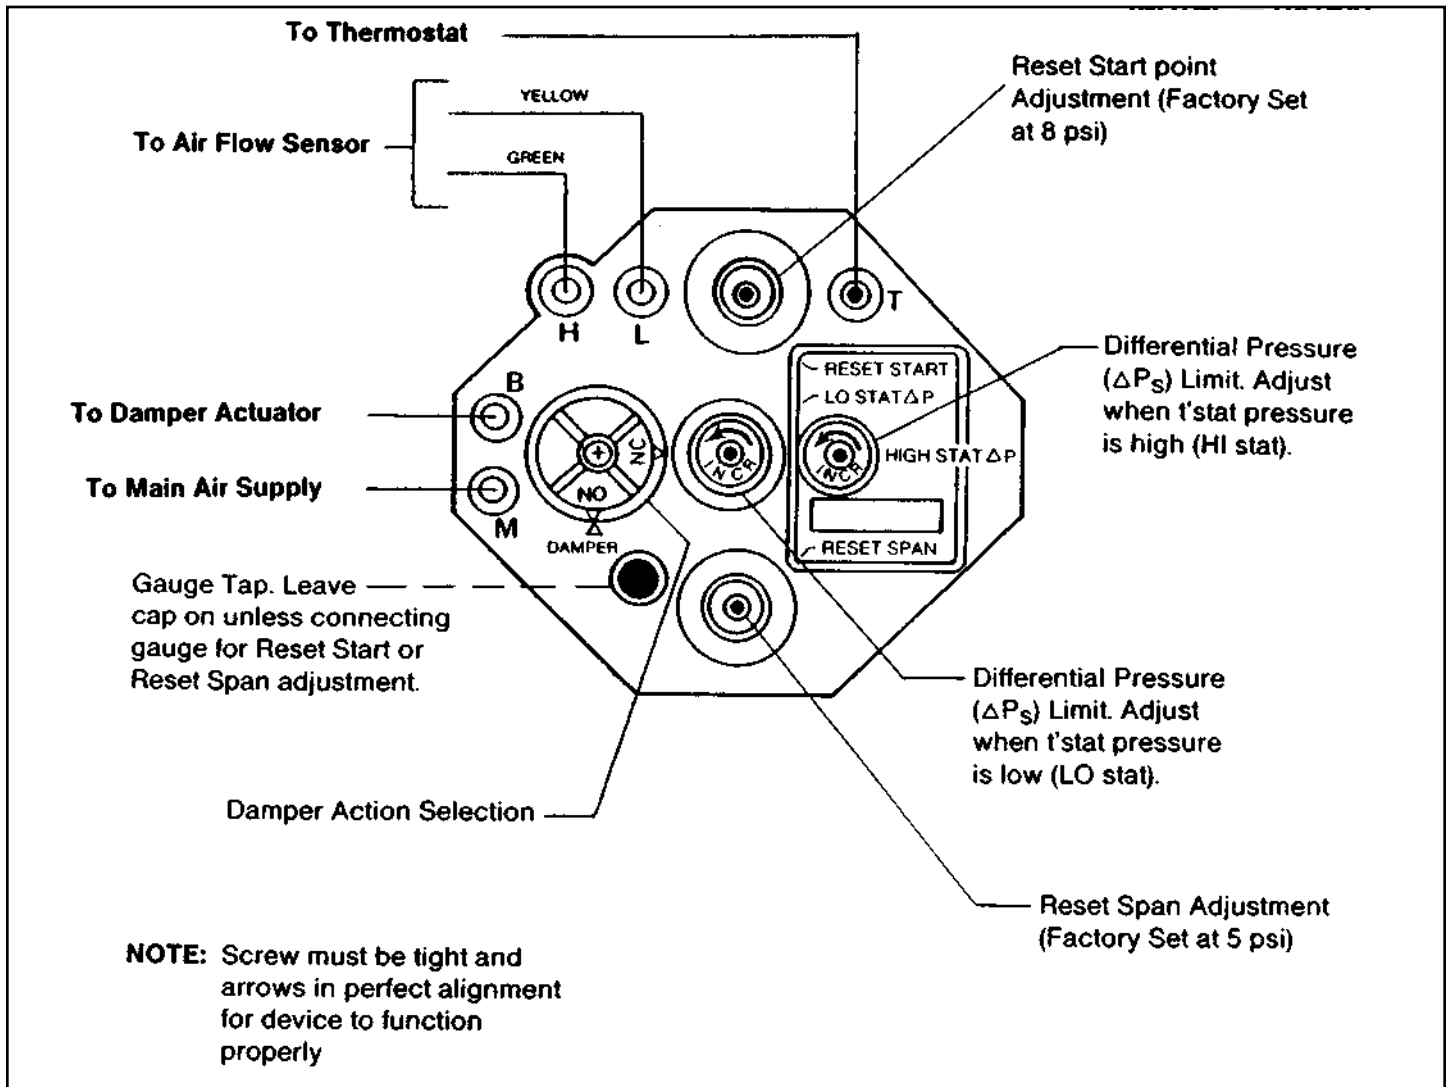 To Thermostat
Reset Start point
Adjustment (Factory Set
at 8 psi)
YELLOW
To Air Flow Sensor
GREEN
H
L
T
Differential Pressure
(△PS) Limit. Adjust
when t'stat pressure
is high (HI stat).
RESET START
LO STAT△P
HIGH STAT △P
INCR
RESET SPAN
B
To Damper Actuator
NC
INCR
To Main Air Supply
NO
M
DAMPER
Gauge Tap. Leave
cap on unless connecting
gauge for Reset Start or
Reset Span adjustment.
Differential Pressure
(△PS) Limit. Adjust
when t'stat pressure
is low (LO stat).
Damper Action Selection
Reset Span Adjustment
(Factory Set at 5 psi)
NOTE: Screw must be tight and
arrows in perfect alignment
for device to function
properly